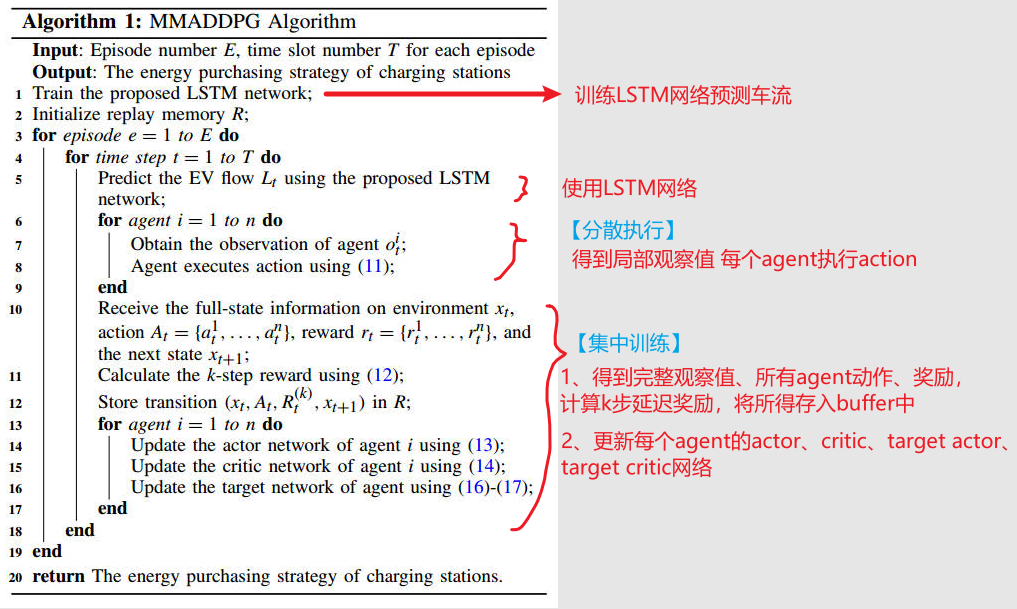 Algorithm 1: MMADDPG Algorithm
Input: Episode number E, time slot number T for each episode
Output: The energy purchasing strategy of charging stations
1 Train the proposed LSTM network;
训练LSTM网络预测车流
2 Initialize replay memory R;
3 for episode e = 1 to E do
4 for time step t = 1 to T do
5 Predict the EV flow L_t using the proposed LSTM
network;
使用LSTM网络
6 for agent i = 1 to n do
7 Obtain the observation of agent o_t^i;
8 Agent executes action using (11);
9 end
【分散执行】
得到局部观察值 每个agent执行action
10 Receive the full-state information on environment x_t,
action A_t = {a_t^1, . . . , a_t^n}, reward r_t = {r_t^1, . . . , r_t^n}, and
the next state x_{t+1};
11 Calculate the k-step reward using (12);
12 Store transition (x_t, A_t, R_t^{(k)}, x_{t+1}) in R;
13 for agent i = 1 to n do
14 Update the actor network of agent i using (13);
15 Update the critic network of agent i using (14);
16 Update the target network of agent using (16)-(17);
17 end
18 end
19 end
20 return The energy purchasing strategy of charging stations.
【集中训练】
1、得到完整观察值、所有agent动作、奖励，
计算k步延迟奖励，将所得存入buffer中
2、更新每个agent的actor、critic、target actor、
target critic网络